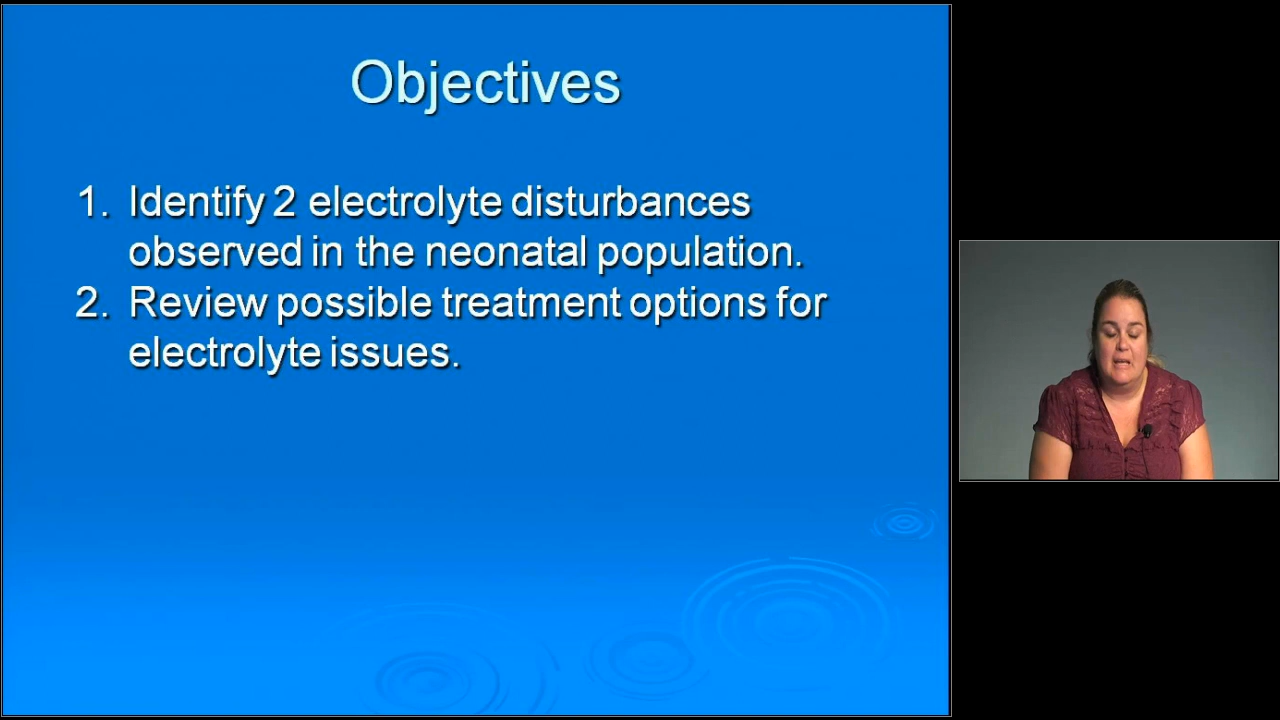 Objectives
1. Identify 2 electrolyte disturbances
observed in the neonatal population.
2. Review possible treatment options for
electrolyte issues.